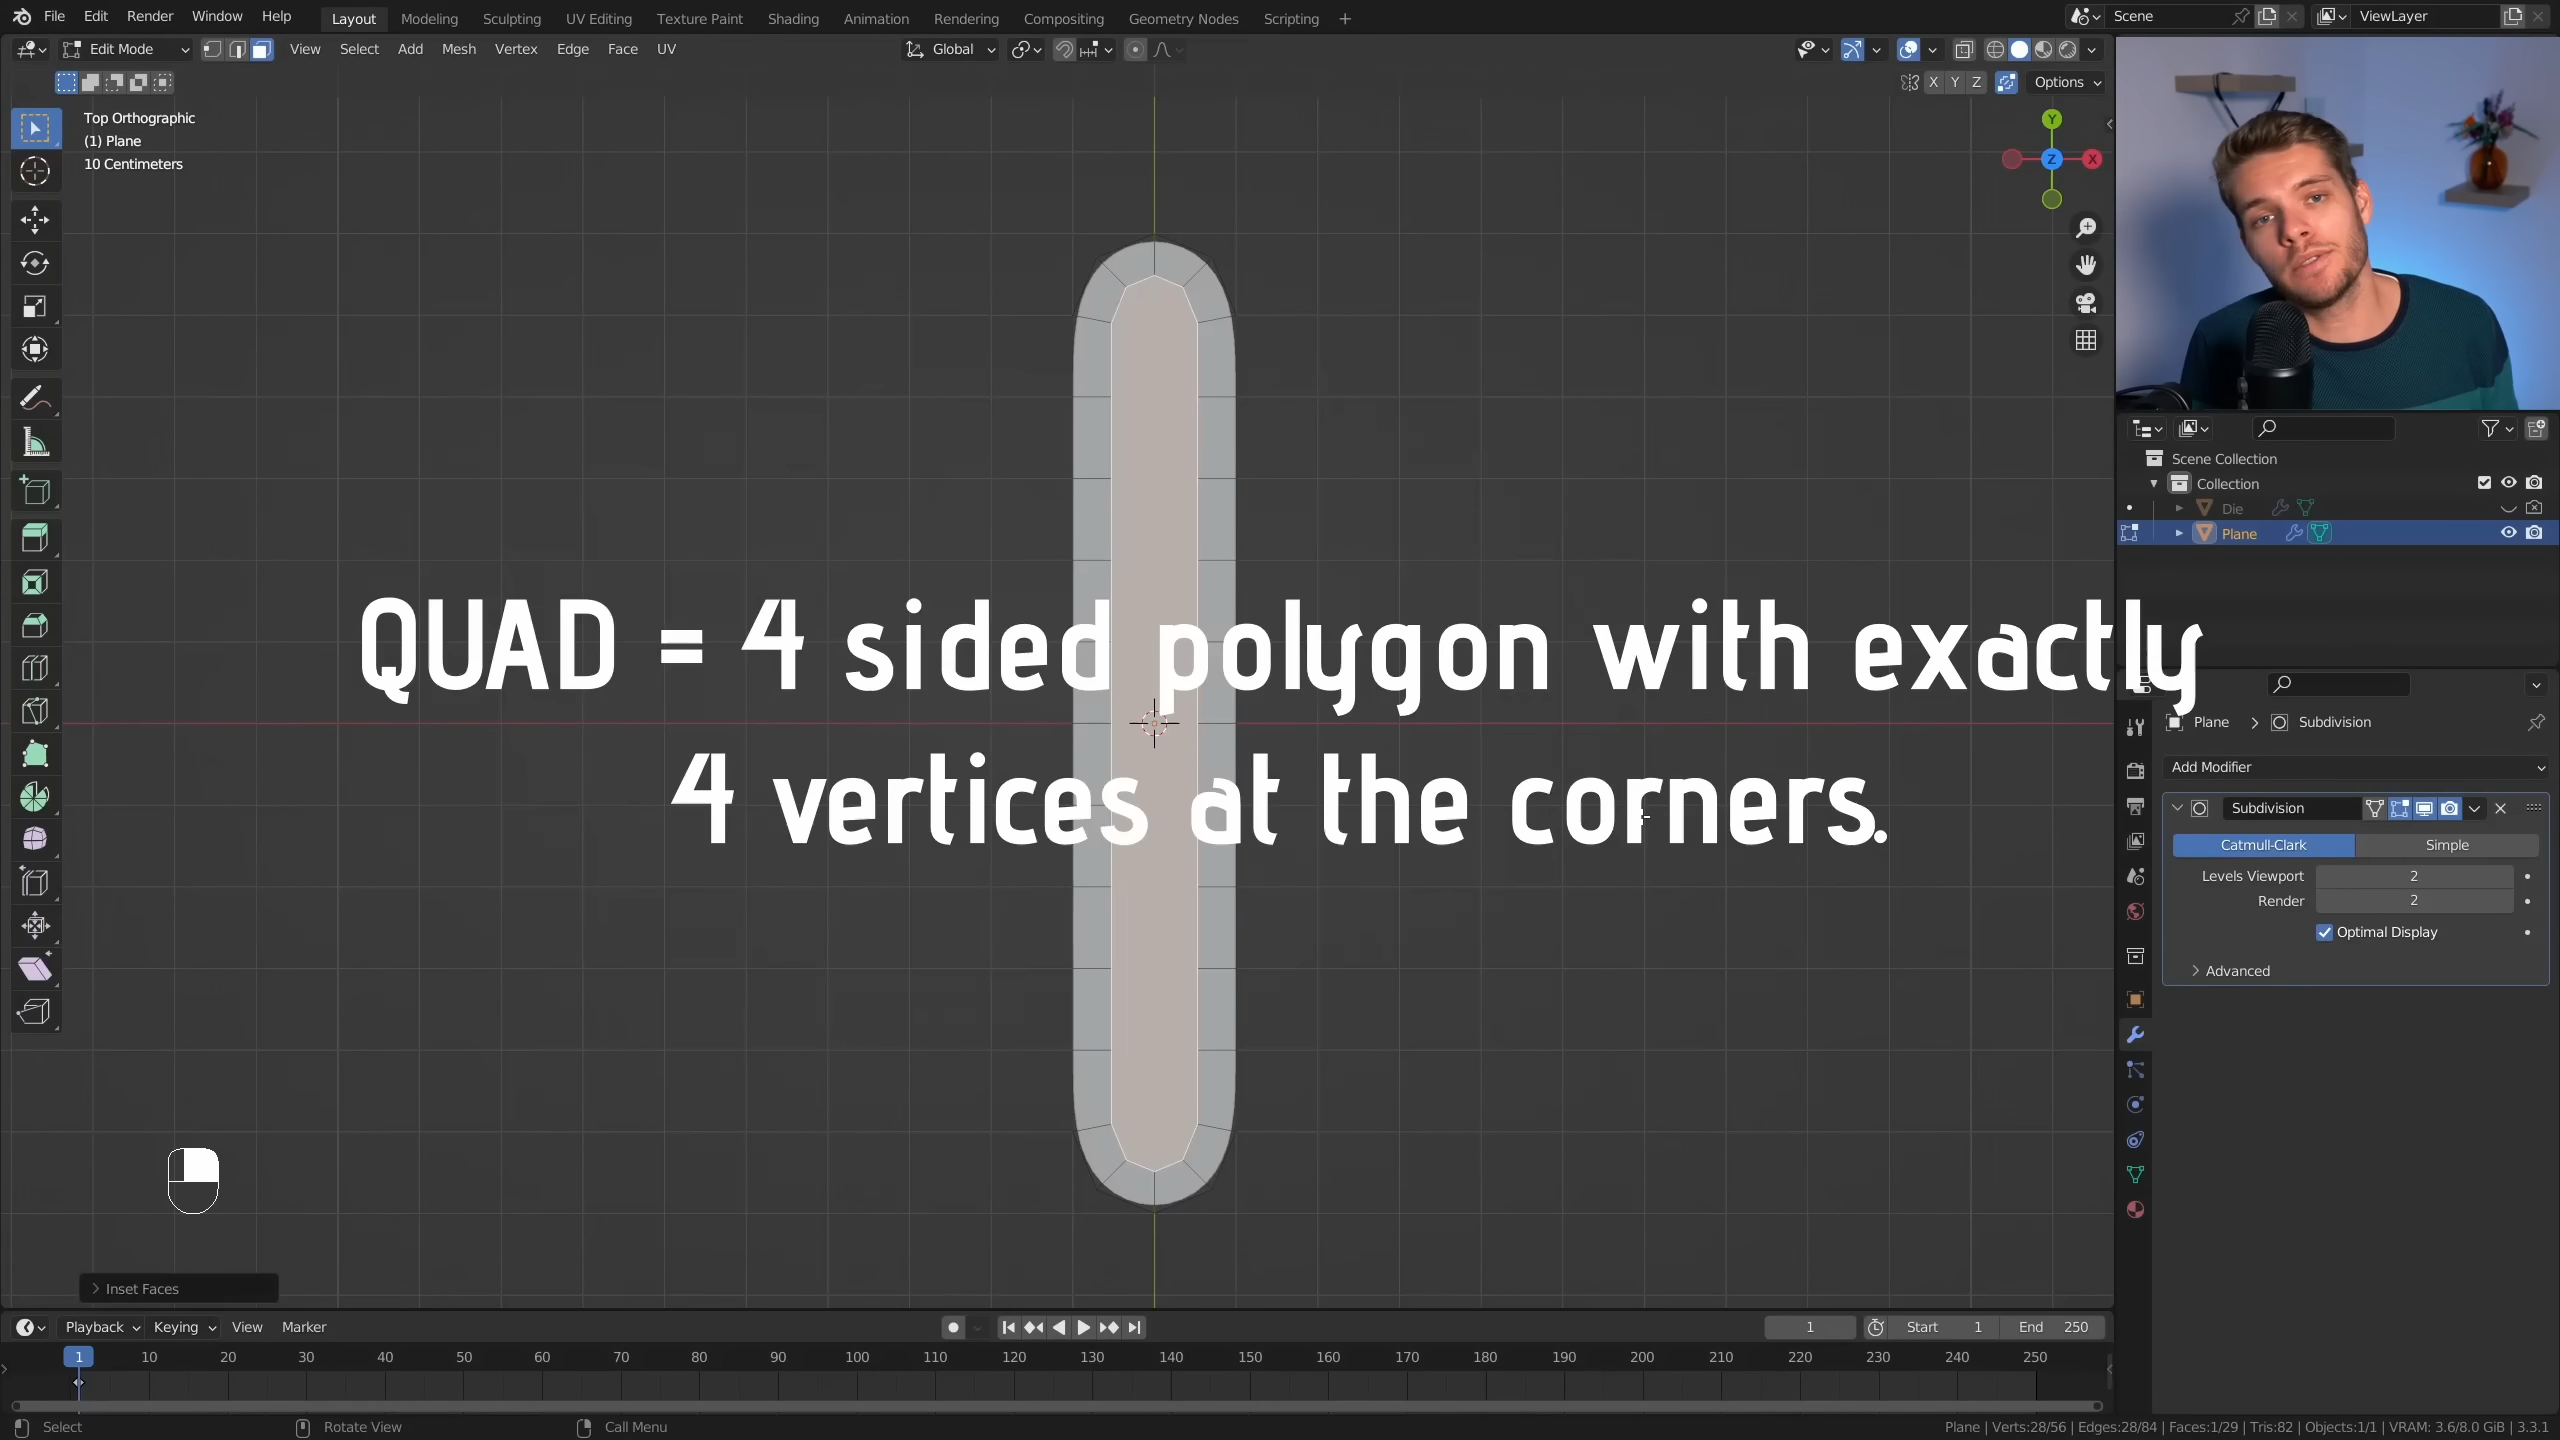 File Edit Render Window Help Layout Modeling Sculpting UV Editing Texture Paint Shading Animation Rendering Compositing Geometry Nodes Scripting + Scene ViewLayer
Edit Mode View Select Add Mesh Vertex Edge Face UV Global
X Y Z Options
Top Orthographic
(1) Plane
10 Centimeters
Y
Z X
Scene Collection
Collection
Die
Plane
QUAD = 4 sided polygon with exactly
4 vertices at the corners.
Plane > Subdivision
Add Modifier
Subdivision
Catmull-Clark Simple
Levels Viewport 2
Render 2
Optimal Display
Advanced
Inset Faces
Playback Keying View Marker 1 Start 1 End 250
1 10 20 30 40 50 60 70 80 90 100 110 120 130 140 150 160 170 180 190 200 210 220 230 240 250
Select Rotate View Call Menu Plane | Verts:28/56 | Edges:28/84 | Faces:1/29 | Tris:82 | Objects:1/1 | VRAM: 3.6/8.0 GiB | 3.3.1